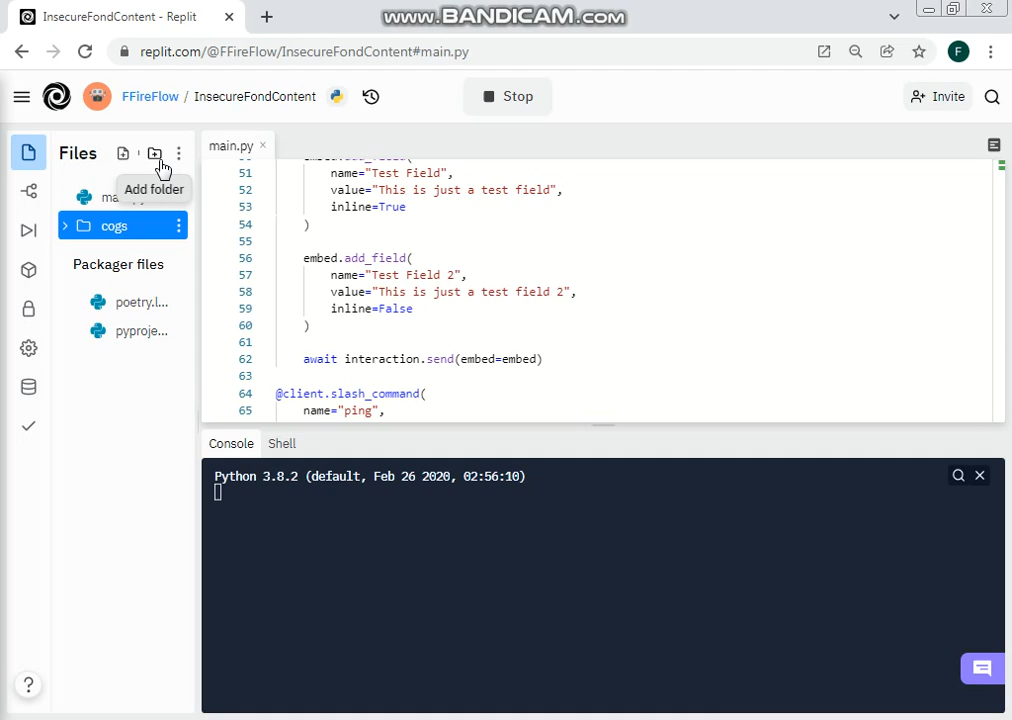 InsecureFondContent - Replit
www.BANDICAM.com
replit.com/@FFireFlow/InsecureFondContent#main.py
F
FFireFlow / InsecureFondContent
Stop
Invite
Files
main.py
Add folder
cogs
Packager files
poetry.l...
pyproje...
51 name="Test Field",
52 value="This is just a test field",
53 inline=True
54 )
55
56 embed.add_field(
57 name="Test Field 2",
58 value="This is just a test field 2",
59 inline=False
60 )
61
62 await interaction.send(embed=embed)
63
64 @client.slash_command(
65 name="ping",
Console
Shell
Python 3.8.2 (default, Feb 26 2020, 02:56:10)
?